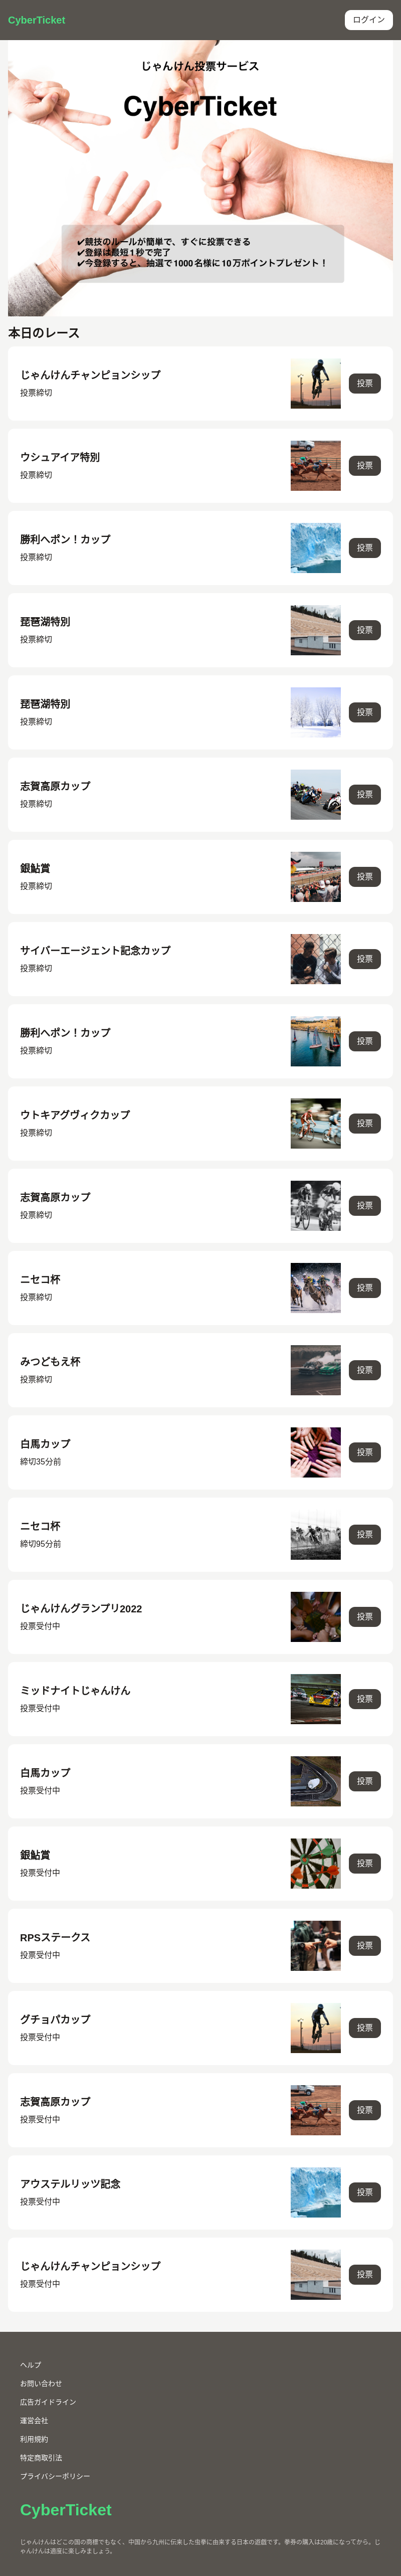 CyberTicket
ログイン
じゃんけん投票サービス
CyberTicket
✔競技のルールが簡単で、すぐに投票できる
✔登録は最短1秒で完了
✔今登録すると、抽選で1000名様に10万ポイントプレゼント！
本日のレース
じゃんけんチャンピョンシップ
投票締切
投票
ウシュアイア特別
投票締切
投票
勝利へポン！カップ
投票締切
投票
琵琶湖特別
投票締切
投票
琵琶湖特別
投票締切
投票
志賀高原カップ
投票締切
投票
銀鮎賞
投票締切
投票
サイバーエージェント記念カップ
投票締切
投票
勝利へポン！カップ
投票締切
投票
ウトキアグヴィクカップ
投票締切
投票
志賀高原カップ
投票締切
投票
ニセコ杯
投票締切
投票
みつどもえ杯
投票締切
投票
白馬カップ
締切35分前
投票
ニセコ杯
締切95分前
投票
じゃんけんグランプリ2022
投票受付中
投票
ミッドナイトじゃんけん
投票受付中
投票
白馬カップ
投票受付中
投票
銀鮎賞
投票受付中
投票
RPSステークス
投票受付中
投票
グチョパカップ
投票受付中
投票
志賀高原カップ
投票受付中
投票
アウステルリッツ記念
投票受付中
投票
じゃんけんチャンピョンシップ
投票受付中
投票
ヘルプ
お問い合わせ
広告ガイドライン
運営会社
利用規約
特定商取引法
プライバシーポリシー
CyberTicket
じゃんけんはどこの国の商標でもなく、中国から九州に伝来した虫拳に由来する日本の遊戯です。拳券の購入は20歳になってから。じ
ゃんけんは適度に楽しみましょう。